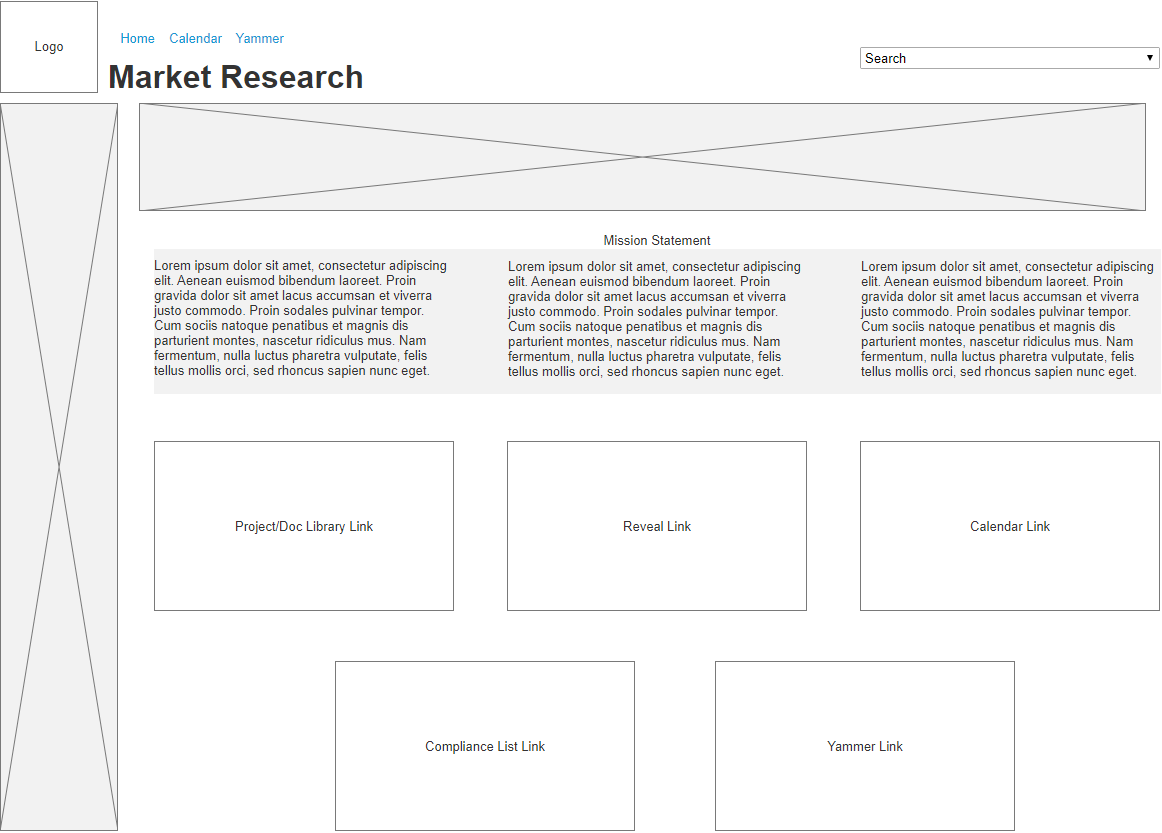 Logo
Home Calendar Yammer
Search
Market Research
Mission Statement
Lorem ipsum dolor sit amet, consectetur adipiscing
elit. Aenean euismod bibendum laoreet. Proin
gravida dolor sit amet lacus accumsan et viverra
justo commodo. Proin sodales pulvinar tempor.
Cum sociis natoque penatibus et magnis dis
parturient montes, nascetur ridiculus mus. Nam
fermentum, nulla luctus pharetra vulputate, felis
tellus mollis orci, sed rhoncus sapien nunc eget.
Lorem ipsum dolor sit amet, consectetur adipiscing
elit. Aenean euismod bibendum laoreet. Proin
gravida dolor sit amet lacus accumsan et viverra
justo commodo. Proin sodales pulvinar tempor.
Cum sociis natoque penatibus et magnis dis
parturient montes, nascetur ridiculus mus. Nam
fermentum, nulla luctus pharetra vulputate, felis
tellus mollis orci, sed rhoncus sapien nunc eget.
Lorem ipsum dolor sit amet, consectetur adipiscing
elit. Aenean euismod bibendum laoreet. Proin
gravida dolor sit amet lacus accumsan et viverra
justo commodo. Proin sodales pulvinar tempor.
Cum sociis natoque penatibus et magnis dis
parturient montes, nascetur ridiculus mus. Nam
fermentum, nulla luctus pharetra vulputate, felis
tellus mollis orci, sed rhoncus sapien nunc eget.
Project/Doc Library Link
Reveal Link
Calendar Link
Compliance List Link
Yammer Link